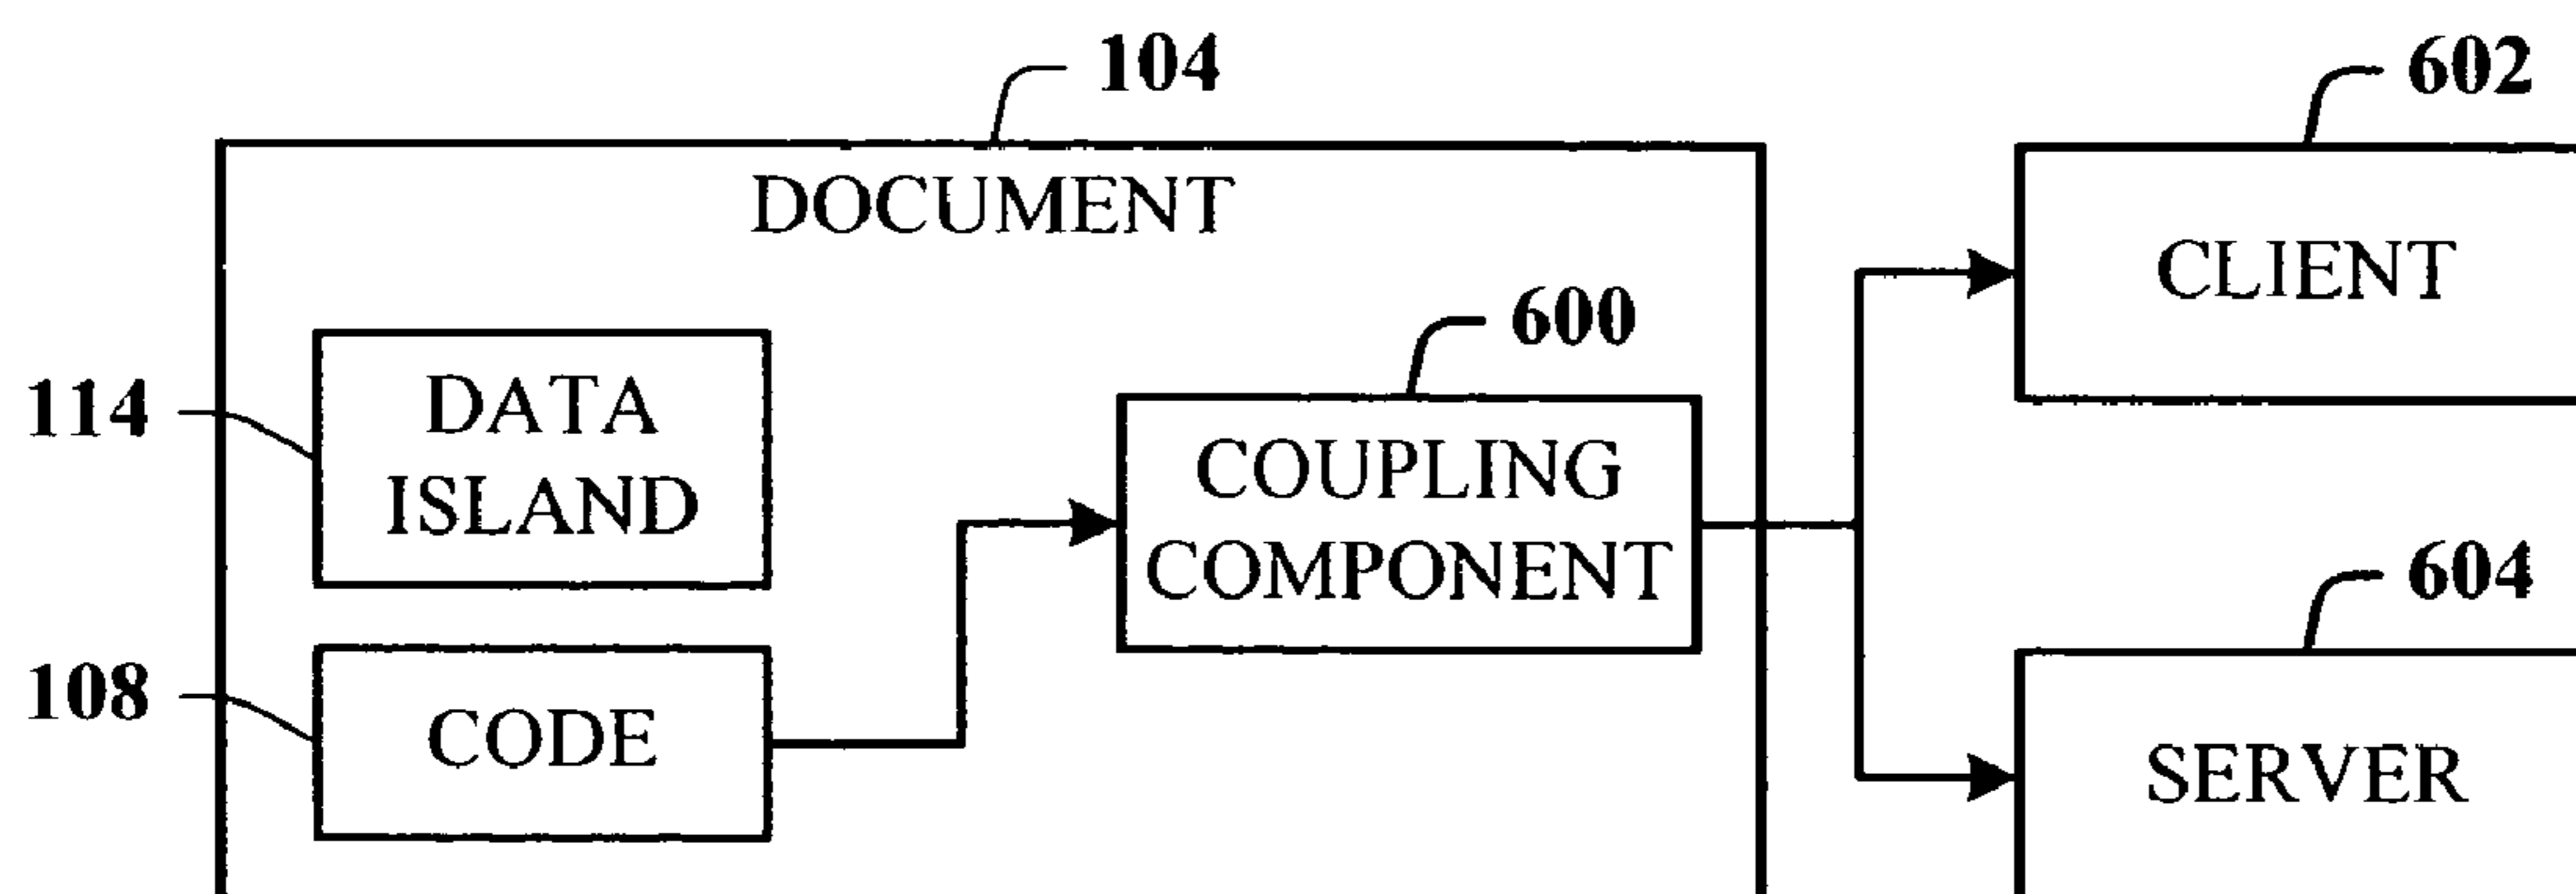 104
602
DOCUMENT
CLIENT
600
114
DATA
ISLAND
COUPLING
COMPONENT
604
108
CODE
SERVER